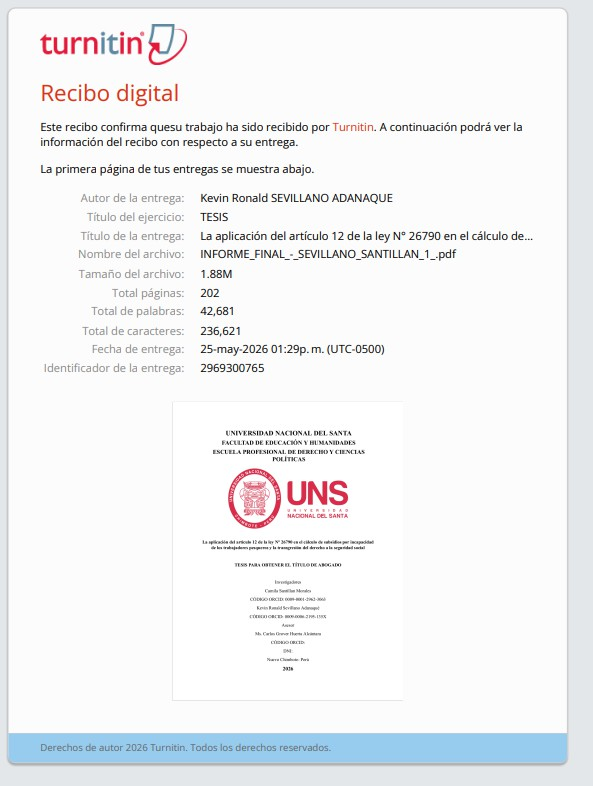 turnitin
Recibo digital
Este recibo confirma quesu trabajo ha sido recibido por Turnitin. A continuación podrá ver la
información del recibo con respecto a su entrega.
La primera página de tus entregas se muestra abajo.
Autor de la entrega: Kevin Ronald SEVILLANO ADANAQUE
Título del ejercicio: TESIS
Título de la entrega: La aplicación del artículo 12 de la ley N° 26790 en el cálculo de...
Nombre del archivo: INFORME_FINAL_-_SEVILLANO_SANTILLAN_1_.pdf
Tamaño del archivo: 1.88M
Total páginas: 202
Total de palabras: 42,681
Total de caracteres: 236,621
Fecha de entrega: 25-may-2026 01:29p. m. (UTC-0500)
Identificador de la entrega: 2969300765
UNIVERSIDAD NACIONAL DEL SANTA
FACULTAD DE EDUCACIÓN Y HUMANIDADES
ESCUELA PROFESIONAL DE DERECHO Y CIENCIAS
POLÍTICAS
UNS
UNIVERSIDAD
NACIONAL DEL SANTA
La aplicación del artículo 12 de la ley N° 26790 en el cálculo de subsidios por incapacidad
de los trabajadores pesqueros y la transgresión del derecho a la seguridad social
TESIS PARA OBTENER EL TÍTULO DE ABOGADO
Investigadores
Camila Santillan Morales
CÓDIGO ORCID:
Kevin Ronald Sevillano Adanaqué
CÓDIGO ORCID:
Asesor
Ms. Carlos Huerta Alcántara
CÓDIGO ORCID:
DNI:
Nuevo Chimbote. Perú
2026
Derechos de autor 2026 Turnitin. Todos los derechos reservados.